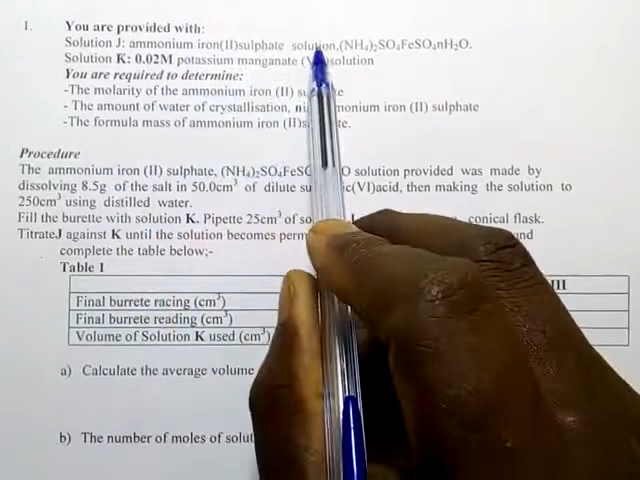 1. You are provided with:
Solution J: ammonium iron(II)sulphate solution,(NH₄)₂SO₄FeSO₄nH₂O.
Solution K: 0.02M potassium manganate (V solution
You are required to determine:
-The molarity of the ammonium iron (II) su te
- The amount of water of crystallisation, n monium iron (II) sulphate
-The formula mass of ammonium iron (II)s te.
Procedure
The ammonium iron (II) sulphate, (NH₄)₂SO₄FeSO O solution provided was made by
dissolving 8.5g of the salt in 50.0cm³ of dilute su ic(VI)acid, then making the solution to
250cm³ using distilled water.
Fill the burette with solution K. Pipette 25cm³ of so conical flask.
TitrateJ against K until the solution becomes perm and
complete the table below;-
Table I
III
Final burrete racing (cm³)
Final burrete reading (cm³)
Volume of Solution K used (cm³)
a) Calculate the average volume
b) The number of moles of solut